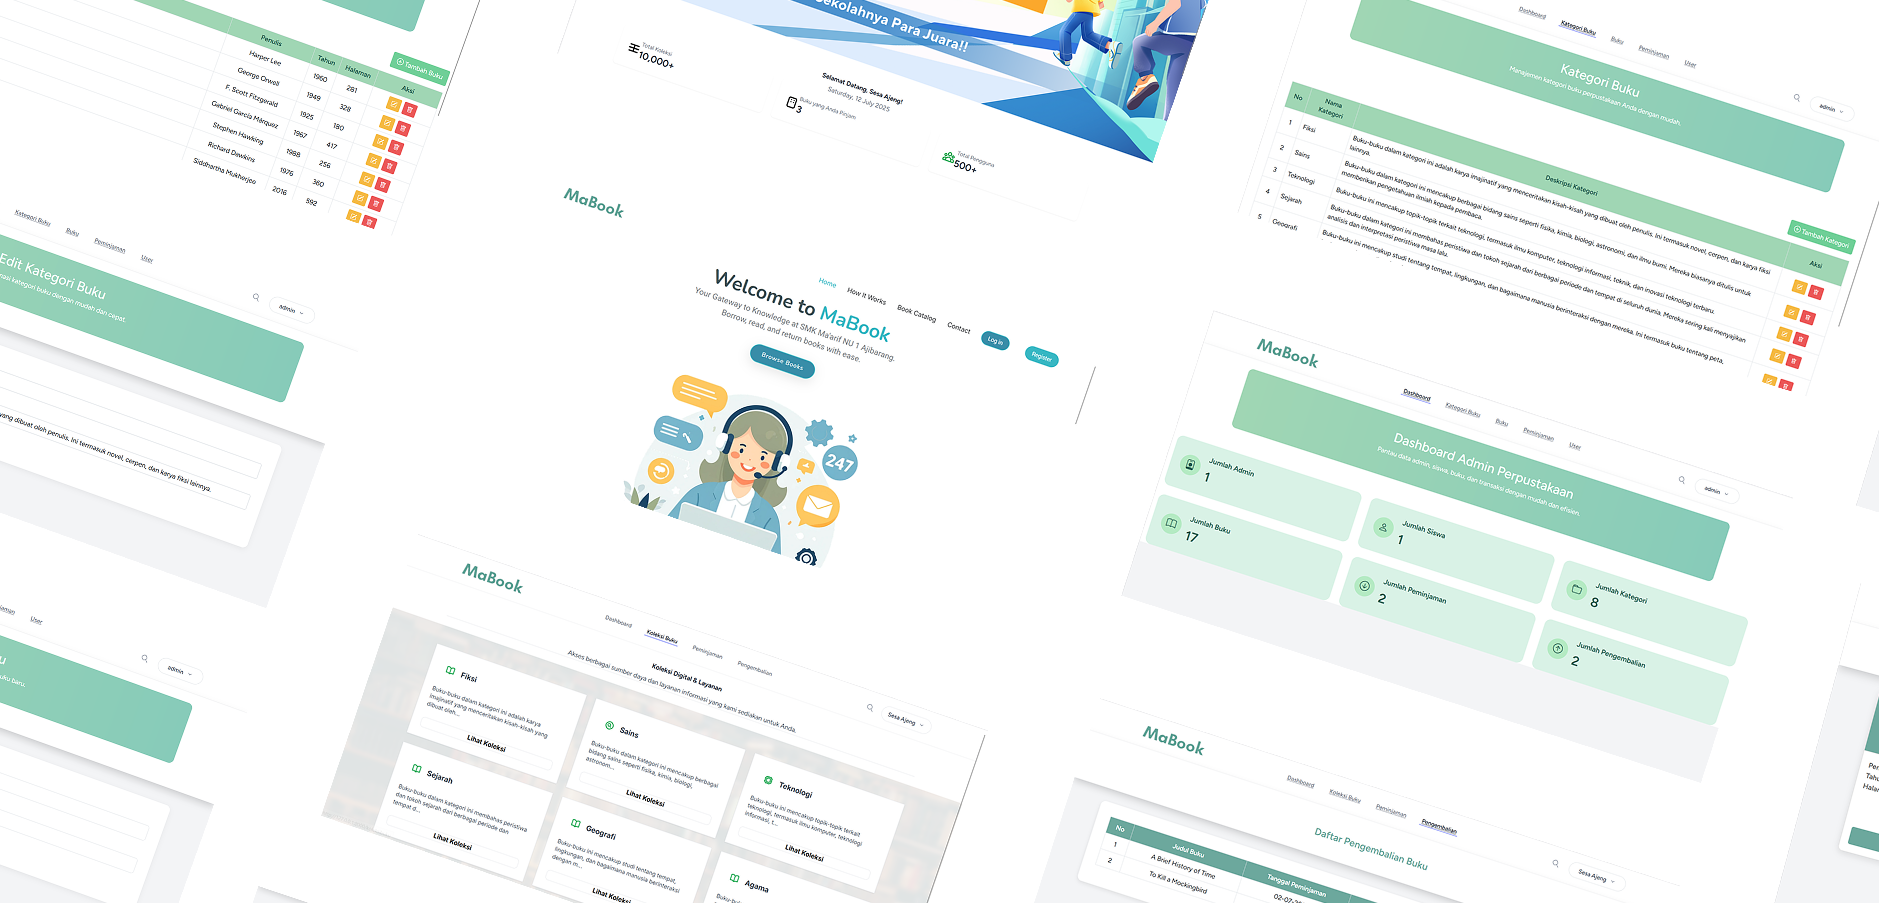 Penulis
Tahun
Halaman
Aksi
Tambah Buku
Harper Lee
1960
281
George Orwell
1949
328
F. Scott Fitzgerald
1925
180
Gabriel García Márquez
1967
417
Stephen Hawking
1988
256
Richard Dawkins
1976
360
Siddhartha Mukherjee
2016
592
Kategori Buku
Buku
Peminjaman
User
admin
Edit Kategori Buku
kategori buku dengan mudah dan cepat.
yang dibuat oleh penulis. Ini termasuk novel, cerpen, dan karya fiksi lainnya.
User
admin
baru.
Sekolahnya Para Juara!!
Total Koleksi
10,000+
Selamat Datang, Sesa Ajeng!
Saturday, 12 July 2025
Buku yang Anda Pinjam
3
Total Pengguna
500+
MaBook
Home
How It Works
Book Catalog
Contact
Log in
Register
Welcome to MaBook
Your Gateway to Knowledge at SMK Ma'arif NU 1 Ajibarang.
Borrow, read, and return books with ease.
Browse Books
247
MaBook
Dashboard
Koleksi Buku
Peminjaman
Pengembalian
Sesa Ajeng
Koleksi Digital & Layanan
Akses berbagai sumber daya dan layanan informasi yang kami sediakan untuk Anda.
Fiksi
Buku-buku dalam kategori ini adalah karya
imajinatif yang menceritakan kisah-kisah yang
dibuat oleh...
Lihat Koleksi
Sains
Buku-buku dalam kategori ini mencakup berbagai
bidang sains seperti fisika, kimia, biologi,
astronom...
Lihat Koleksi
Teknologi
Buku-buku ini mencakup topik-topik terkait
teknologi, termasuk ilmu komputer, teknologi
informasi, t...
Lihat Koleksi
Sejarah
Buku-buku dalam kategori ini membahas peristiwa
dan tokoh sejarah dari berbagai periode dan
tempat d...
Lihat Koleksi
Geografi
Buku-buku ini mencakup studi tentang tempat,
lingkungan, dan bagaimana manusia berinteraksi
dengan m...
Lihat Koleksi
Agama
Dashboard
Kategori Buku
Buku
Peminjaman
User
admin
Kategori Buku
Manajemen kategori buku perpustakaan Anda dengan mudah.
Tambah Kategori
No
Nama
Kategori
Deskripsi Kategori
Aksi
1
Fiksi
Buku-buku dalam kategori ini adalah karya imajinatif yang menceritakan kisah-kisah yang dibuat oleh penulis. Ini termasuk novel, cerpen, dan karya fiksi
lainnya.
2
Sains
Buku-buku dalam kategori ini mencakup berbagai bidang sains seperti fisika, kimia, biologi, astronomi, dan ilmu bumi. Mereka biasanya ditulis untuk
memberikan pengetahuan ilmiah kepada pembaca.
3
Teknologi
Buku-buku ini mencakup topik-topik terkait teknologi, termasuk ilmu komputer, teknologi informasi, teknik, dan inovasi teknologi terbaru.
4
Sejarah
Buku-buku dalam kategori ini membahas peristiwa dan tokoh sejarah dari berbagai periode dan tempat di seluruh dunia. Mereka sering kali menyajikan
analisis dan interpretasi peristiwa masa lalu.
5
Geografi
Buku-buku ini mencakup studi tentang tempat, lingkungan, dan bagaimana manusia berinteraksi dengan mereka. Ini termasuk buku tentang peta,
MaBook
Dashboard
Kategori Buku
Buku
Peminjaman
User
admin
Dashboard Admin Perpustakaan
Pantau data admin, siswa, buku, dan transaksi dengan mudah dan efisien.
Jumlah Admin
1
Jumlah Siswa
1
Jumlah Kategori
8
Jumlah Buku
17
Jumlah Peminjaman
2
Jumlah Pengembalian
2
MaBook
Dashboard
Koleksi Buku
Peminjaman
Pengembalian
Sesa Ajeng
Daftar Pengembalian Buku
No
Judul Buku
Tanggal Peminjaman
1
A Brief History of Time
02-07-2
2
To Kill a Mockingbird